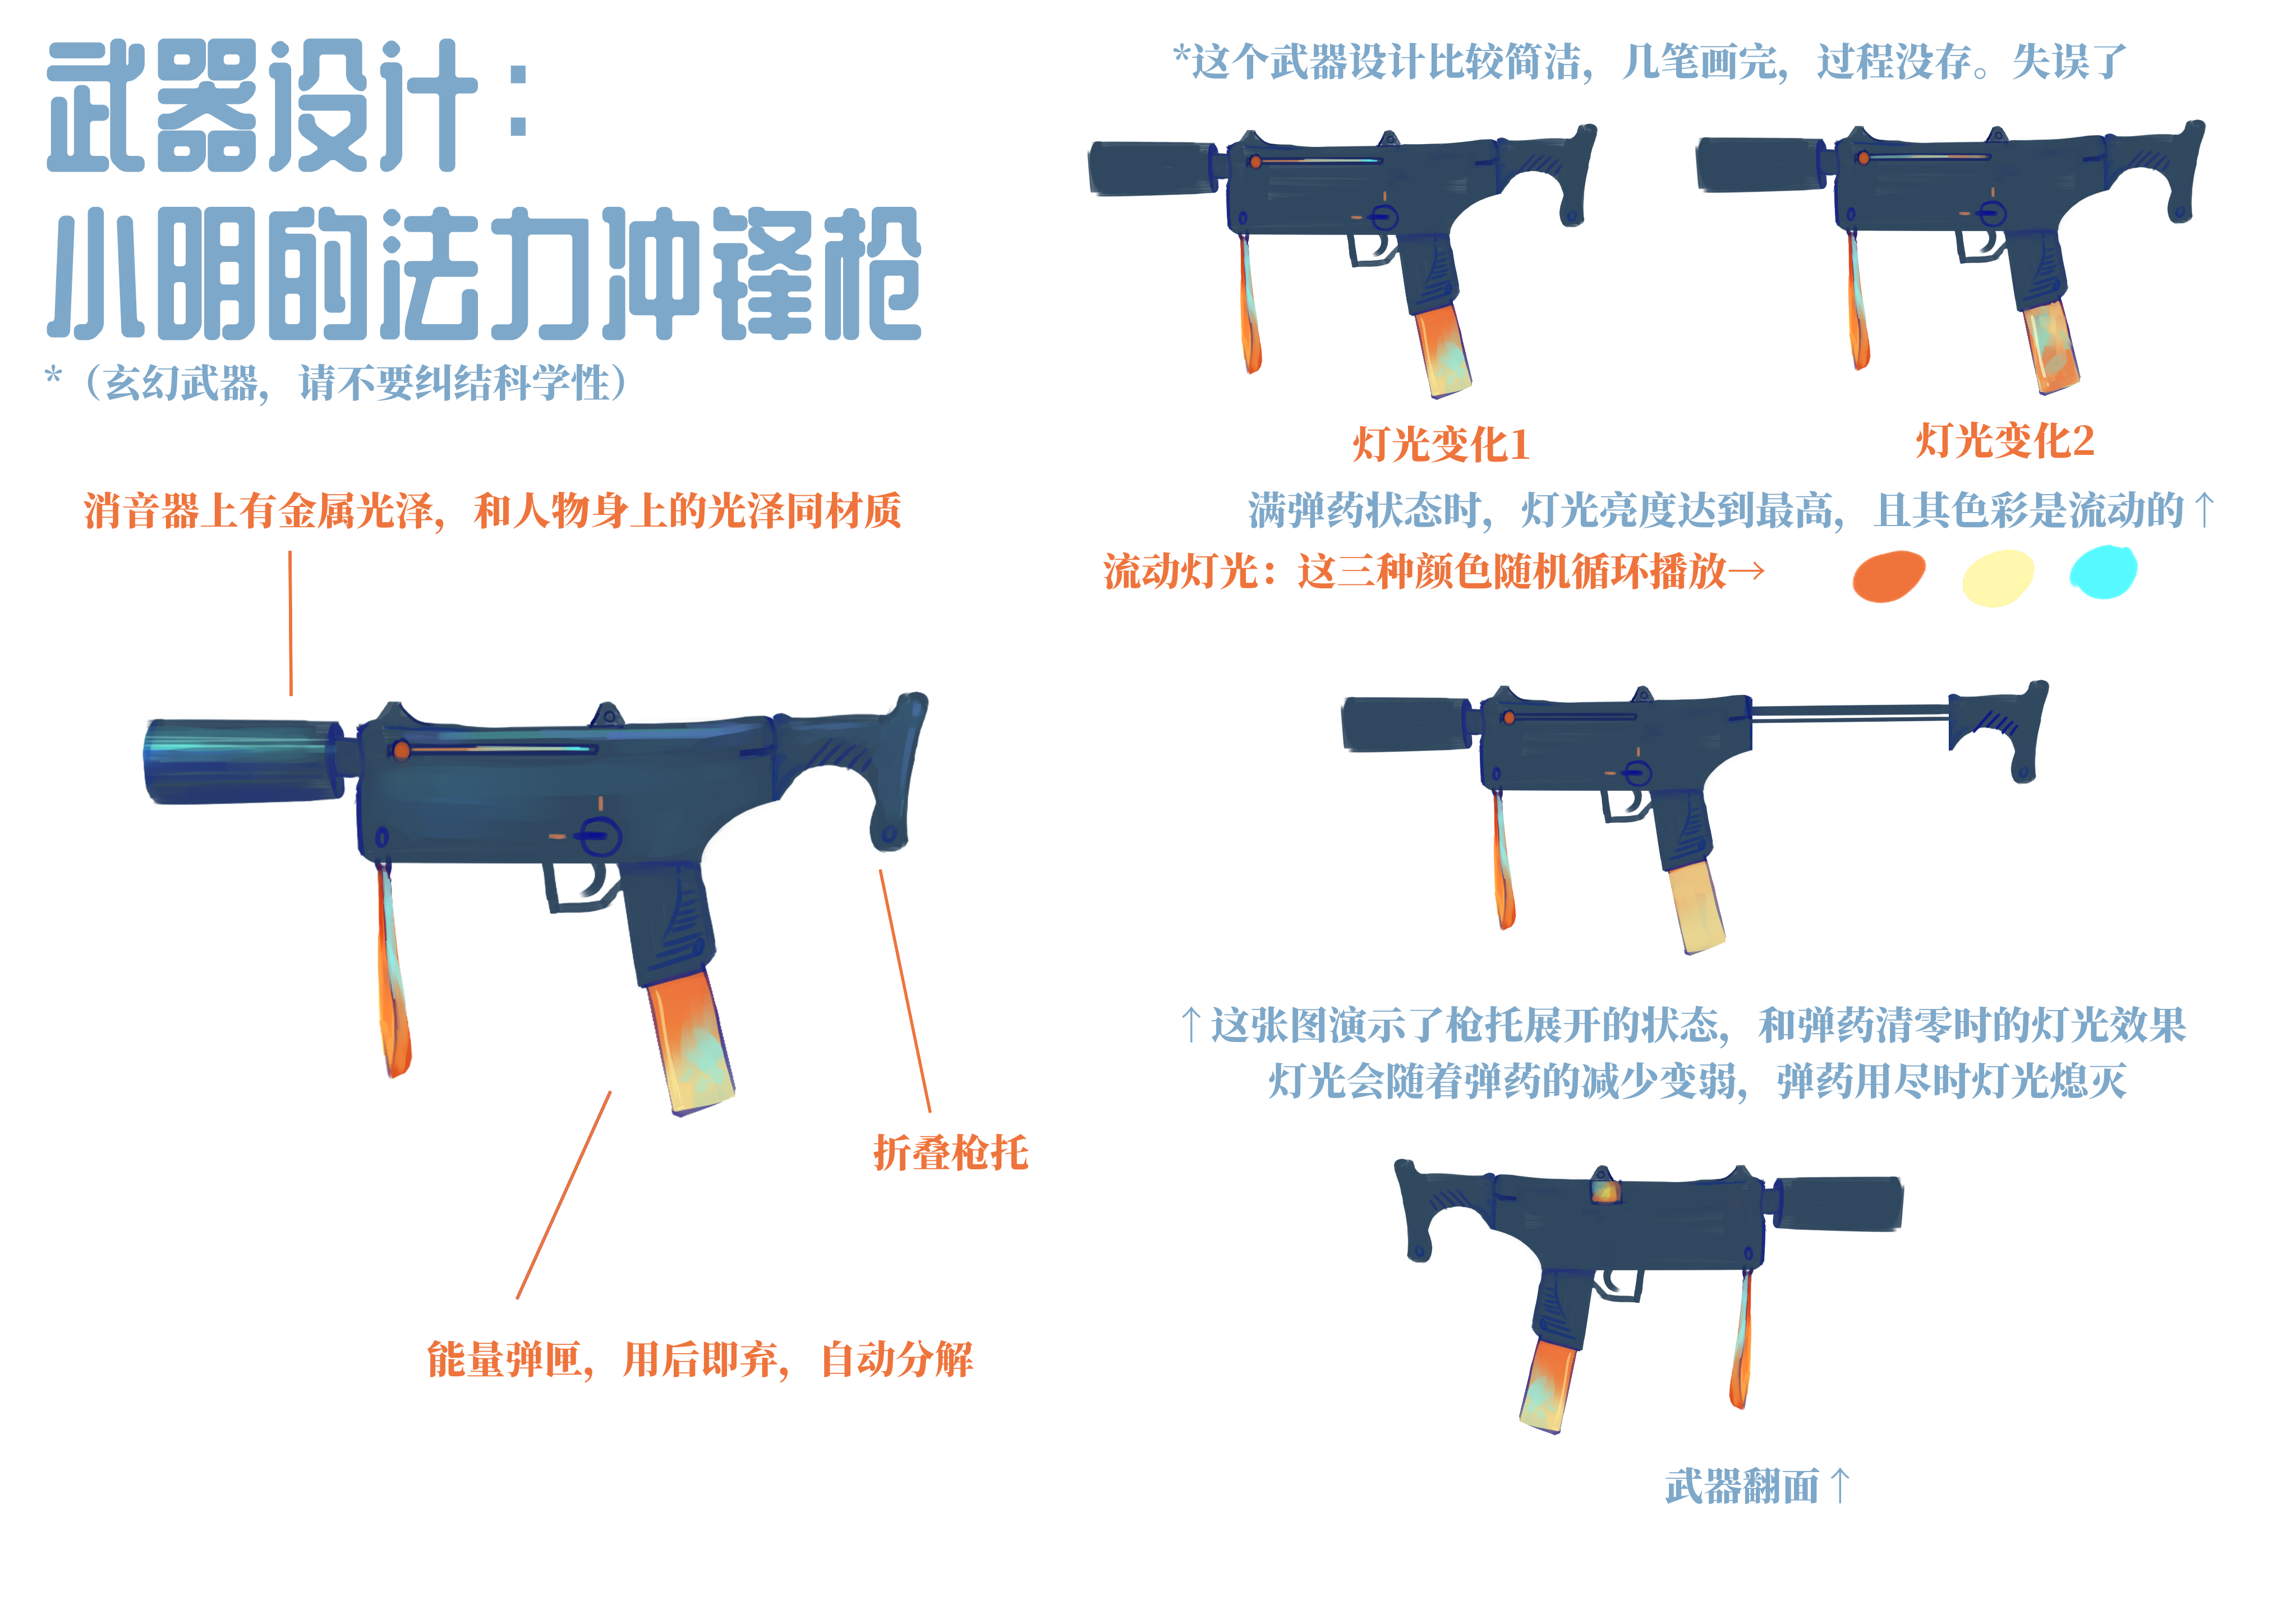 武器设计：
小明的法力冲锋枪
*（玄幻武器，请不要纠结科学性）
消音器上有金属光泽，和人物身上的光泽同材质
折叠枪托
能量弹匣，用后即弃，自动分解
*这个武器设计比较简洁，几笔画完，过程没存。失误了
灯光变化1
灯光变化2
满弹药状态时，灯光亮度达到最高，且其色彩是流动的↑
流动灯光：这三种颜色随机循环播放→
↑这张图演示了枪托展开的状态，和弹药清零时的灯光效果
灯光会随着弹药的减少变弱，弹药用尽时灯光熄灭
武器翻面↑